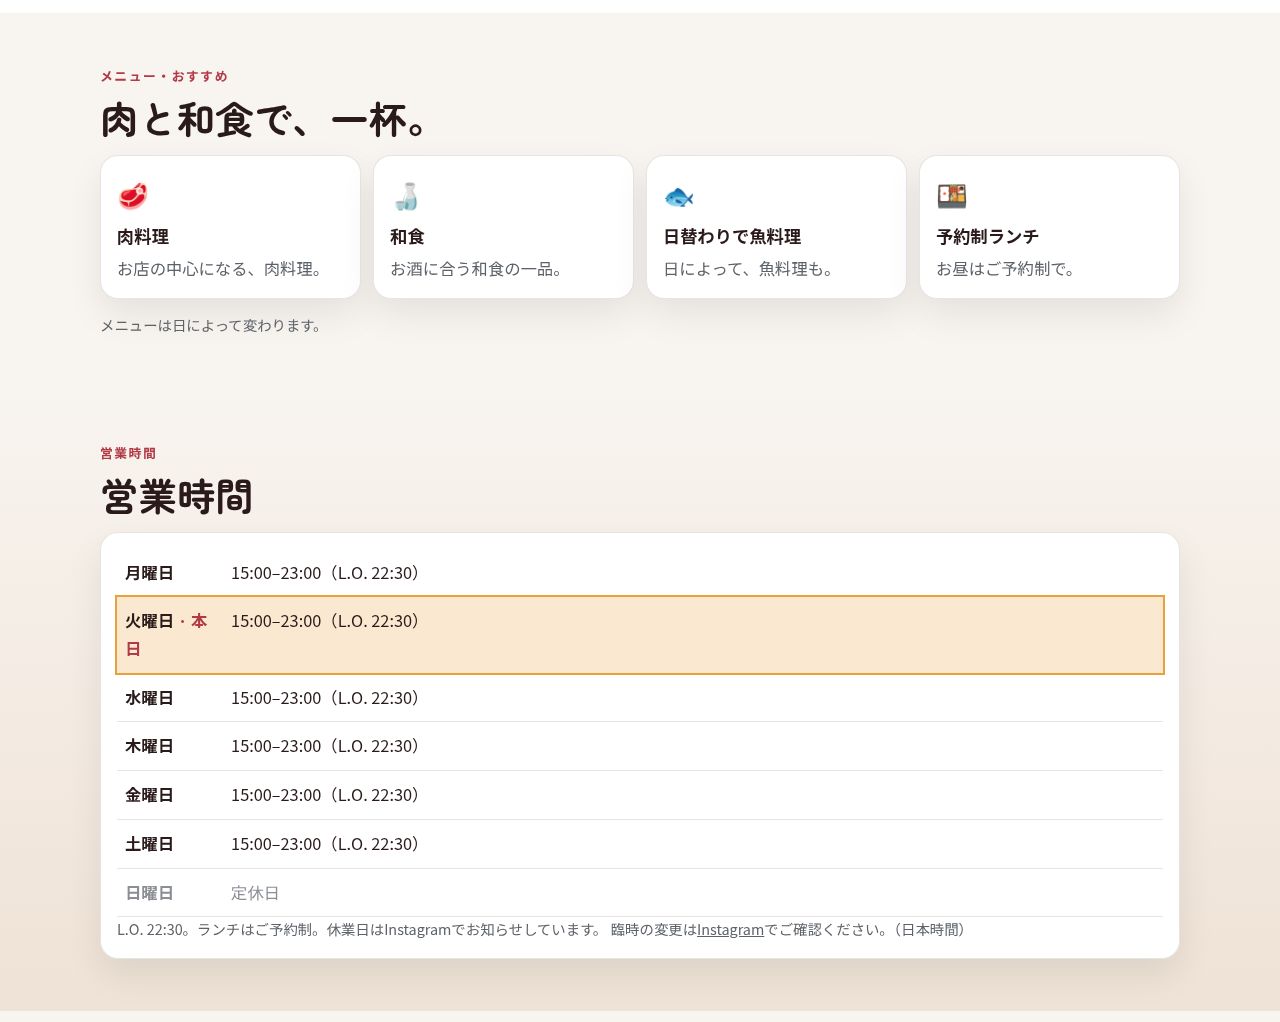 メニュー・おすすめ
肉と和食で、一杯。
肉料理
お店の中心になる、肉料理。
和食
お酒に合う和食の一品。
日替わりで魚料理
日によって、魚料理も。
予約制ランチ
お昼はご予約制で。
メニューは日によって変わります。
営業時間
営業時間
月曜日 15:00–23:00（L.O. 22:30）
火曜日 · 本日 15:00–23:00（L.O. 22:30）
水曜日 15:00–23:00（L.O. 22:30）
木曜日 15:00–23:00（L.O. 22:30）
金曜日 15:00–23:00（L.O. 22:30）
土曜日 15:00–23:00（L.O. 22:30）
日曜日 定休日
L.O. 22:30。ランチはご予約制。休業日はInstagramでお知らせしています。 臨時の変更はInstagramでご確認ください。（日本時間）